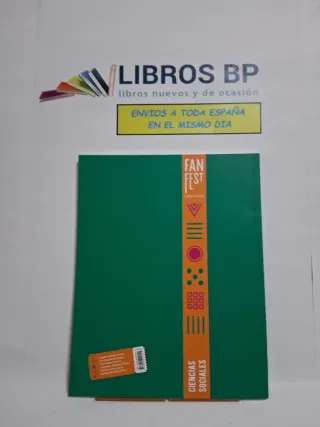 LIBROS BP
libros nuevos y de ocasión
ENVIOS A TODA ESPAÑA
EN EL MISMO DIA
FAN
FEST
CIENCIAS
SOCIALES